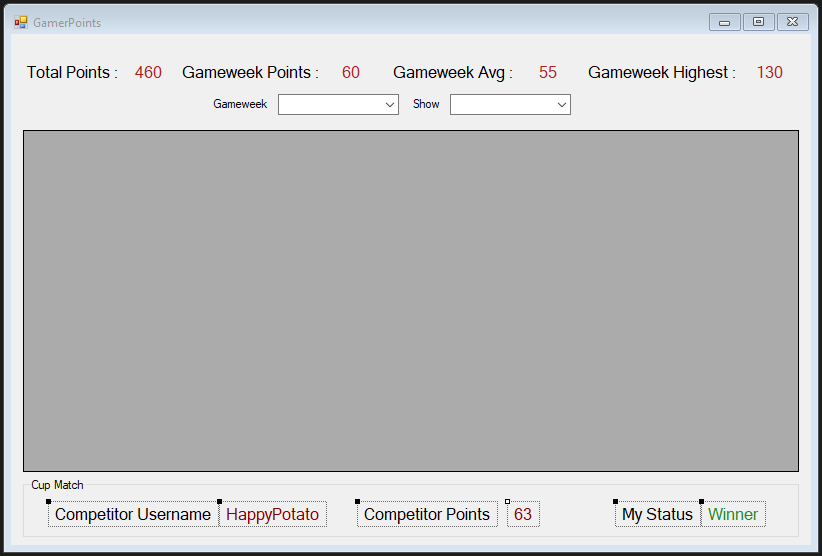 GamerPoints
Total Points : 460 Gameweek Points : 60 Gameweek Avg : 55 Gameweek Highest : 130
Gameweek Show
Cup Match
Competitor Username HappyPotato Competitor Points 63 My Status Winner